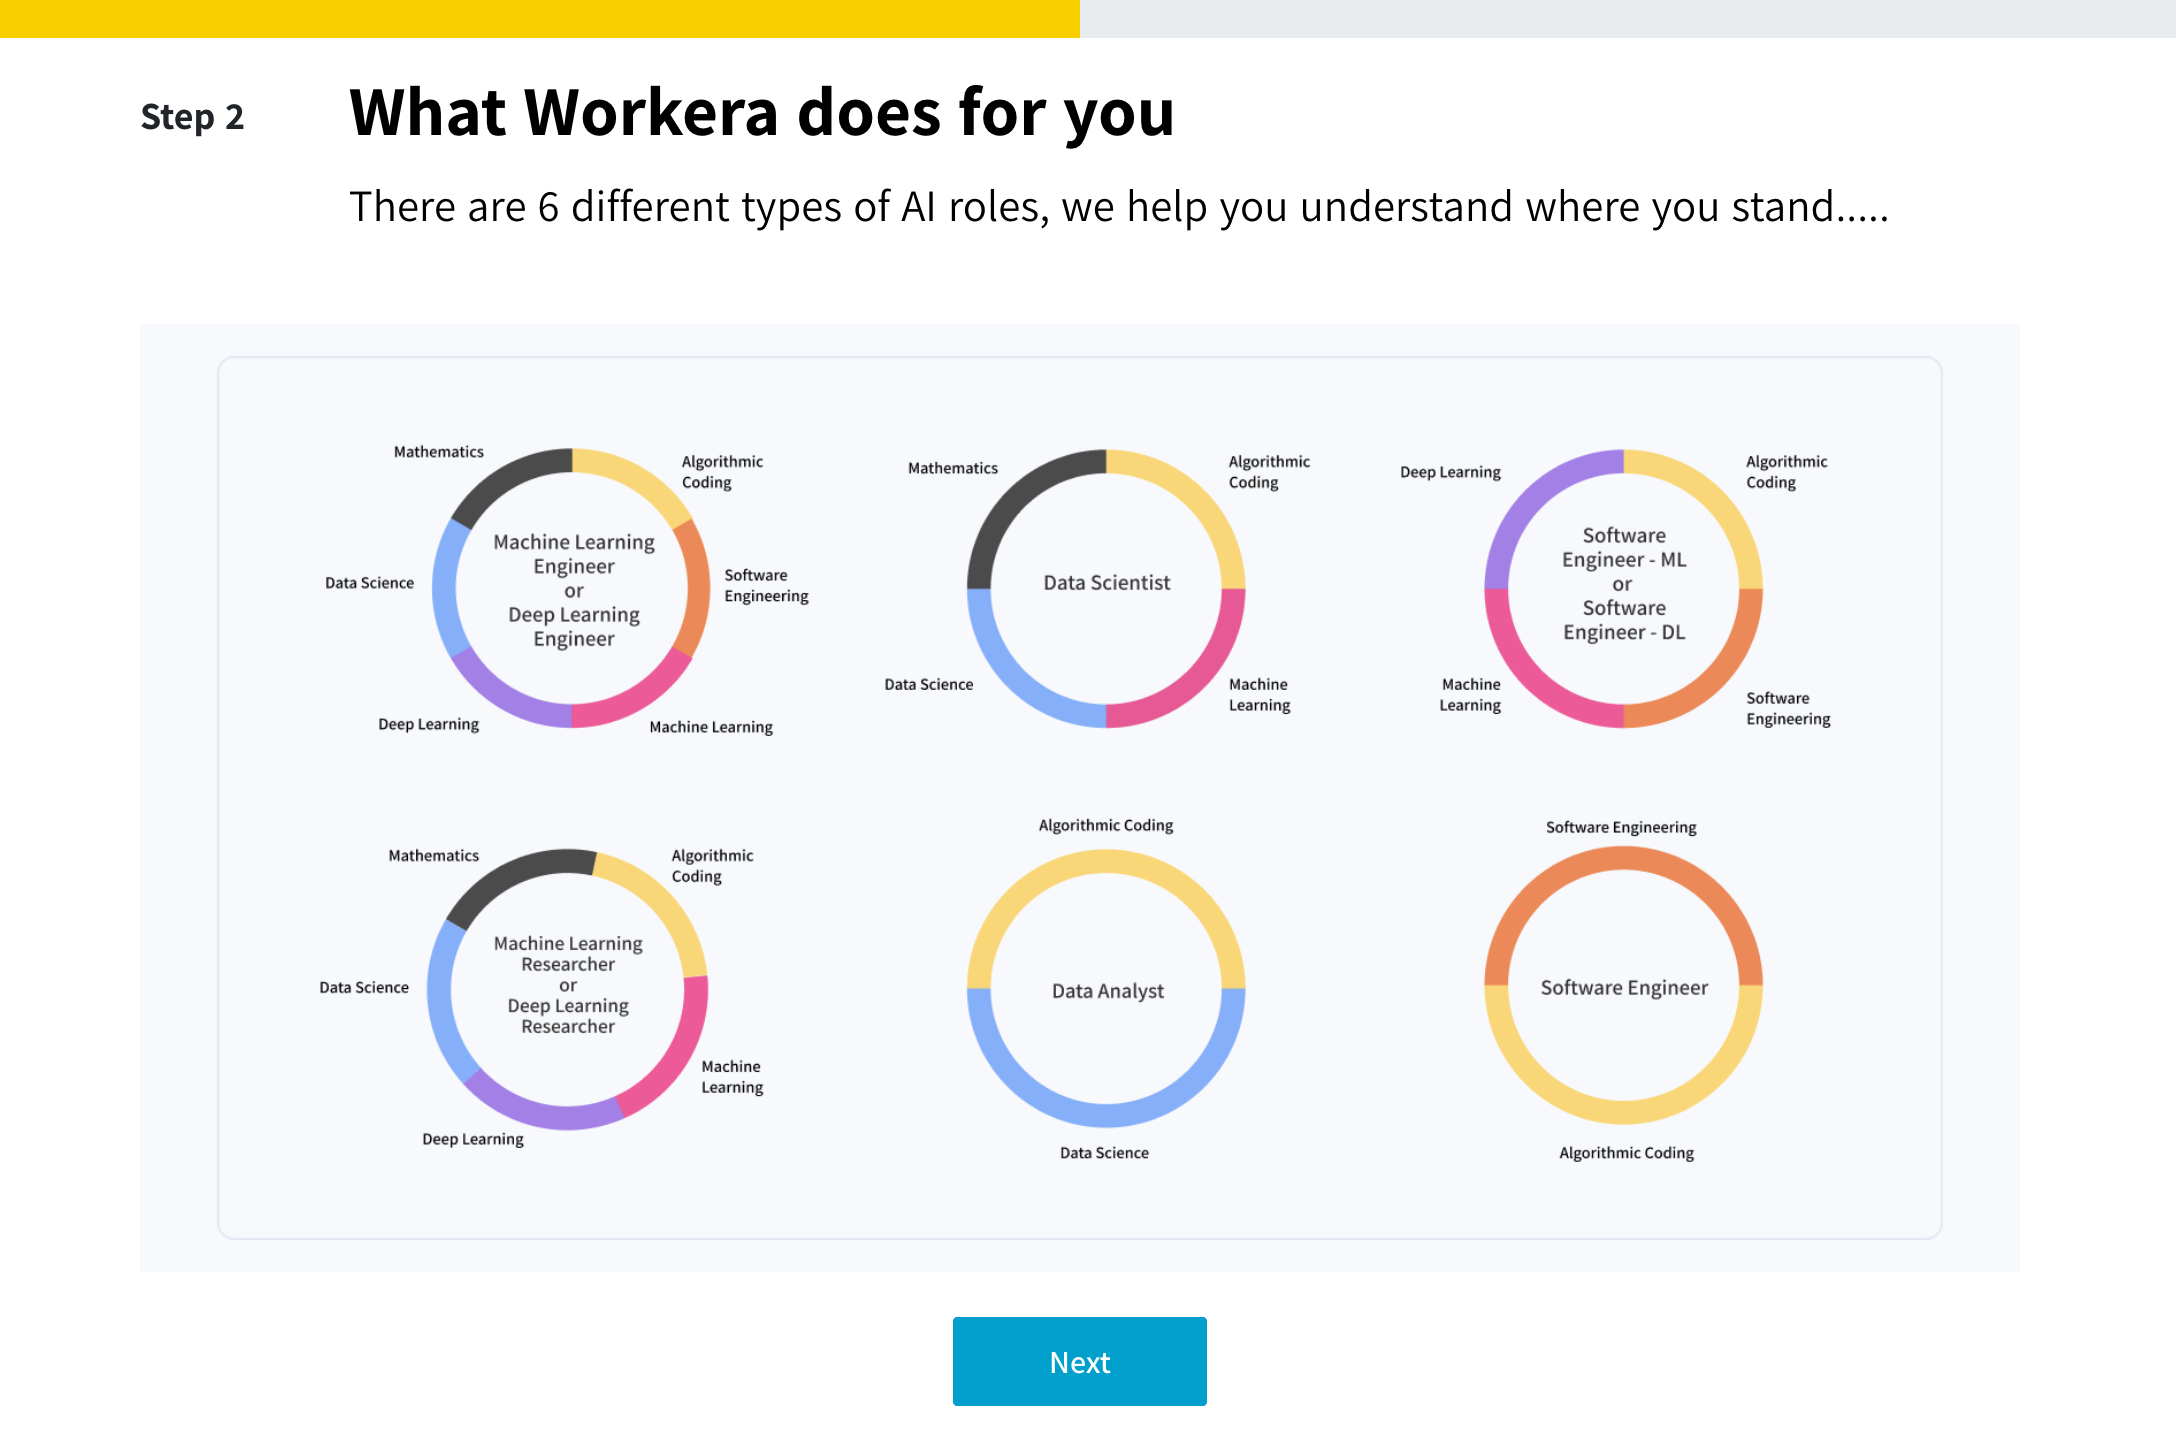 Step 2
What Workera does for you
There are 6 different types of AI roles, we help you understand where you stand.....
Mathematics
Algorithmic
Coding
Data Science
Machine Learning
Engineer
or
Deep Learning
Engineer
Software
Engineering
Deep Learning
Machine Learning
Mathematics
Algorithmic
Coding
Data Scientist
Data Science
Machine
Learning
Deep Learning
Algorithmic
Coding
Software
Engineer - ML
or
Software
Engineer - DL
Machine
Learning
Software
Engineering
Mathematics
Algorithmic
Coding
Data Science
Machine Learning
Researcher
or
Deep Learning
Researcher
Machine
Learning
Deep Learning
Algorithmic Coding
Data Analyst
Data Science
Software Engineering
Software Engineer
Algorithmic Coding
Next